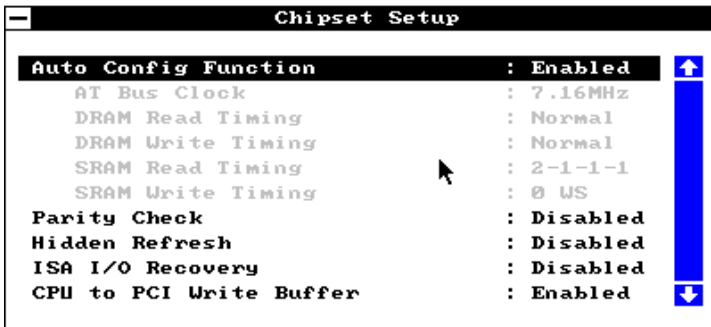 Chipset Setup
Auto Config Function : Enabled
AT Bus Clock : 7.16MHz
DRAM Read Timing : Normal
DRAM Write Timing : Normal
SRAM Read Timing : 2-1-1-1
SRAM Write Timing : 0 WS
Parity Check : Disabled
Hidden Refresh : Disabled
ISA I/O Recovery : Disabled
CPU to PCI Write Buffer : Enabled